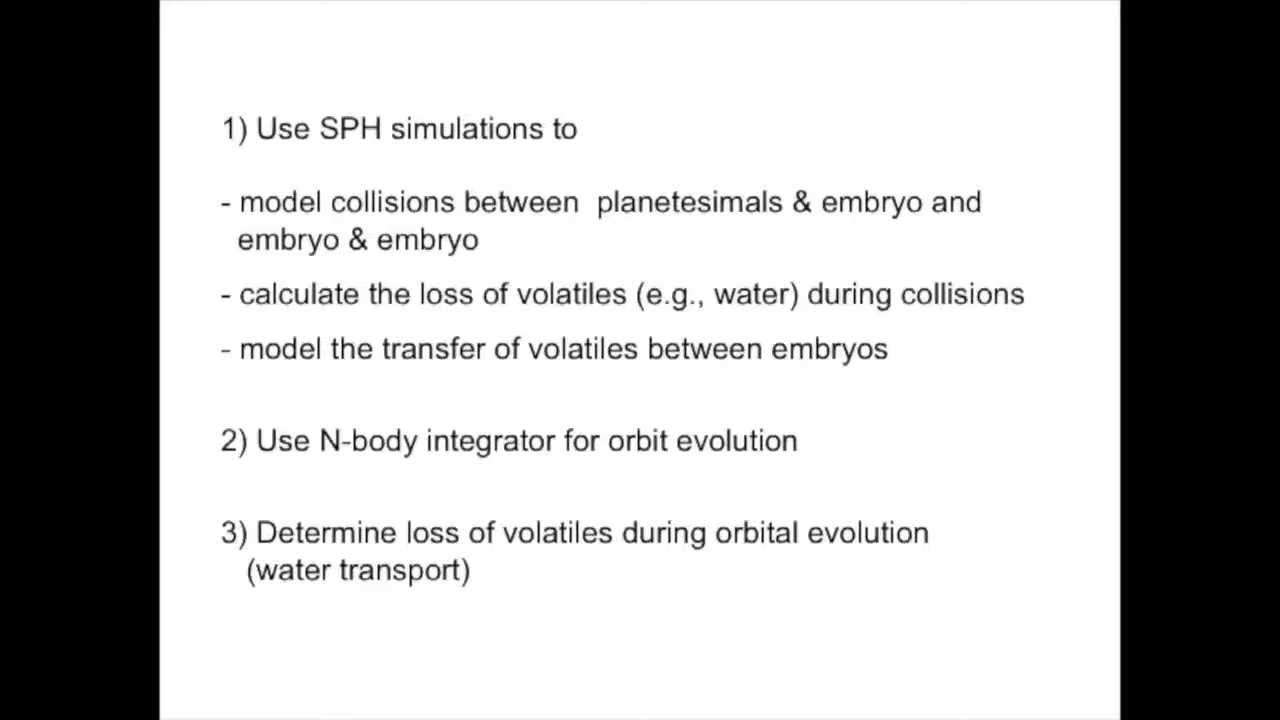 1) Use SPH simulations to
- model collisions between planetesimals & embryo and
embryo & embryo
- calculate the loss of volatiles (e.g., water) during collisions
- model the transfer of volatiles between embryos
2) Use N-body integrator for orbit evolution
3) Determine loss of volatiles during orbital evolution
(water transport)